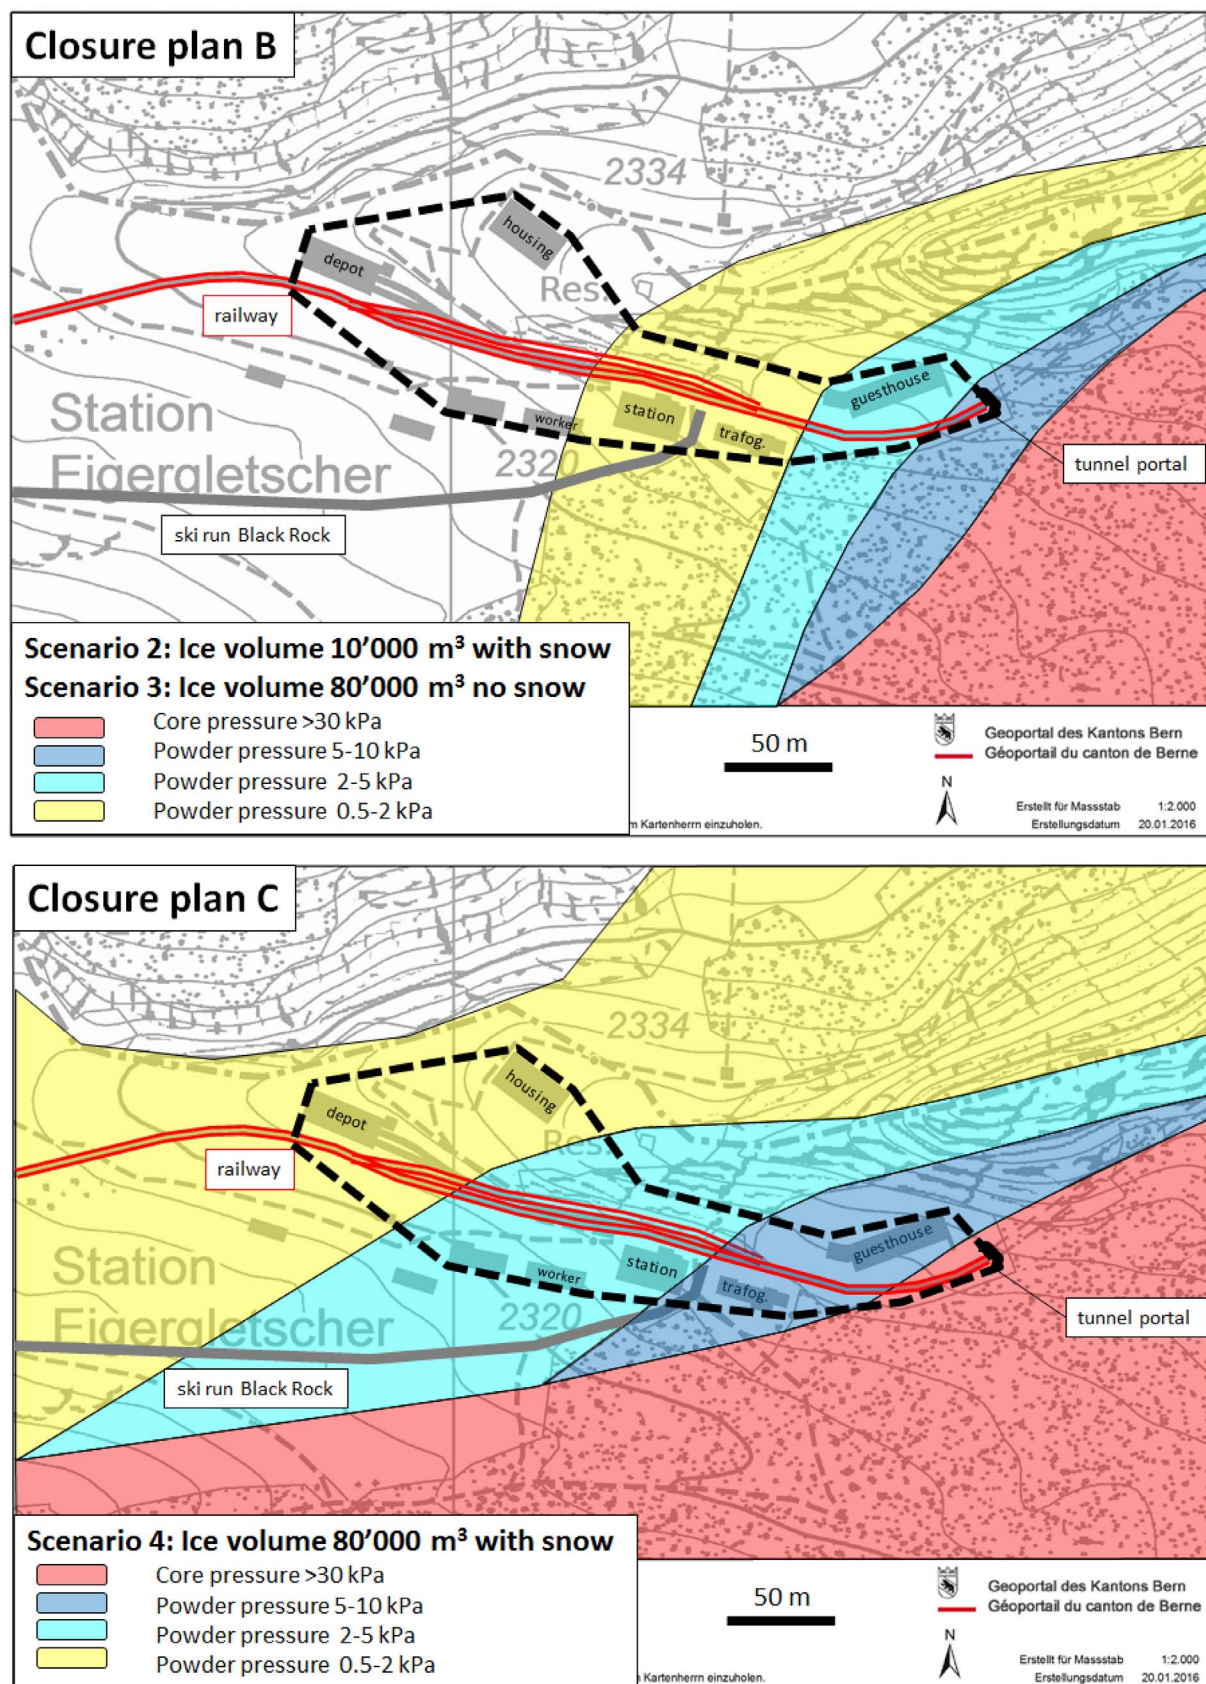 Closure plan B
2334
housing
depot
Res.
railway
guesthouse
station
worker
trafog.
Station
Eigergletscher
2320
tunnel portal
ski run Black Rock
Scenario 2: Ice volume 10’000 m³ with snow
Scenario 3: Ice volume 80’000 m³ no snow
Core pressure >30 kPa
Powder pressure 5-10 kPa
Powder pressure 2-5 kPa
Powder pressure 0.5-2 kPa
50 m
Geoportal des Kantons Bern
Géoportail du canton de Berne
N
Erstellt für Massstab 1:2.000
Erstellungsdatum 20.01.2016
Kartenherrn einzuholen.
Closure plan C
2334
housing
depot
Res.
railway
guesthouse
station
worker
trafog.
Station
Eigergletscher
2320
tunnel portal
ski run Black Rock
Scenario 4: Ice volume 80’000 m³ with snow
Core pressure >30 kPa
Powder pressure 5-10 kPa
Powder pressure 2-5 kPa
Powder pressure 0.5-2 kPa
50 m
Geoportal des Kantons Bern
Géoportail du canton de Berne
N
Erstellt für Massstab 1:2.000
Erstellungsdatum 20.01.2016
Kartenherrn einzuholen.